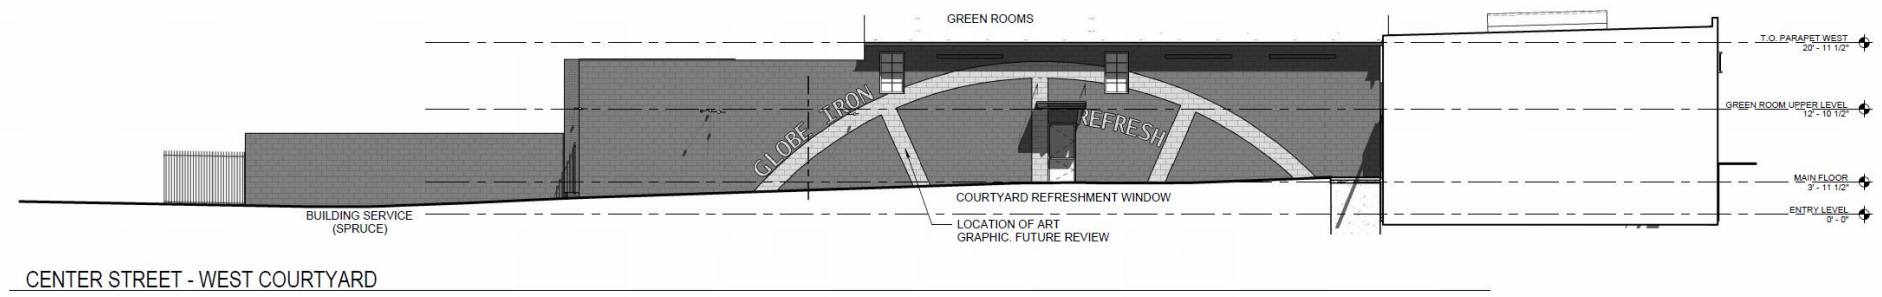 GREEN ROOMS
T.O. PARAPET WEST
20' - 11 1/2"
GREEN ROOM UPPER LEVEL
12' - 10 1/2"
GLOBE IRON
REFRESH
MAIN FLOOR
3' - 11 1/2"
COURTYARD REFRESHMENT WINDOW
ENTRY LEVEL
0' - 0"
BUILDING SERVICE
(SPRUCE)
LOCATION OF ART
GRAPHIC. FUTURE REVIEW
CENTER STREET - WEST COURTYARD